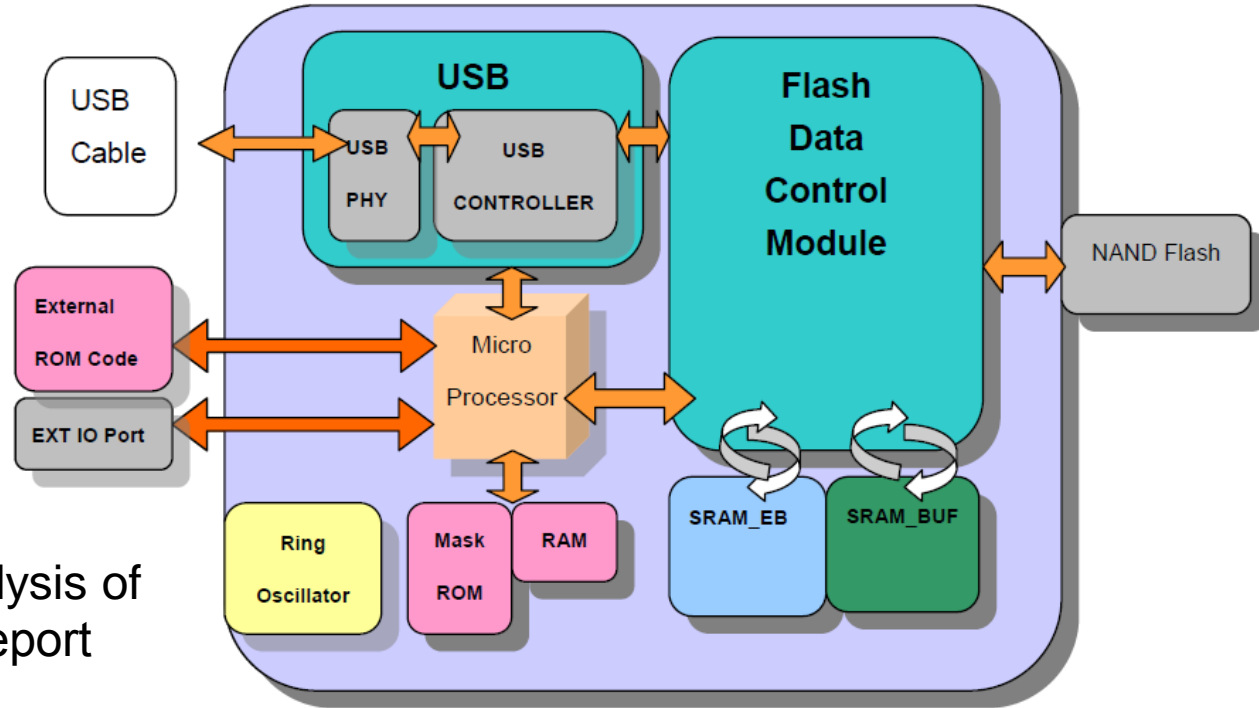 USB
Cable
USB
USB
PHY
USB
CONTROLLER
Flash
Data
Control
Module
NAND Flash
External
ROM Code
EXT IO Port
Micro
Processor
Ring
Oscillator
Mask
ROM
RAM
SRAM_EB
SRAM_BUF
lysis of
eport